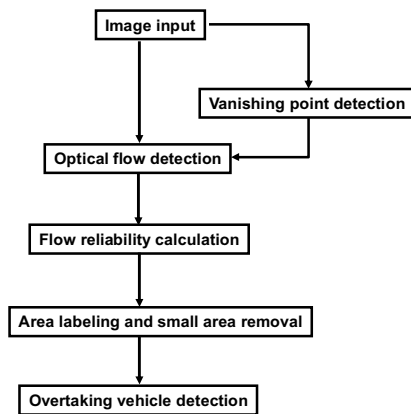 Image input
Vanishing point detection
Optical flow detection
Flow reliability calculation
Area labeling and small area removal
Overtaking vehicle detection